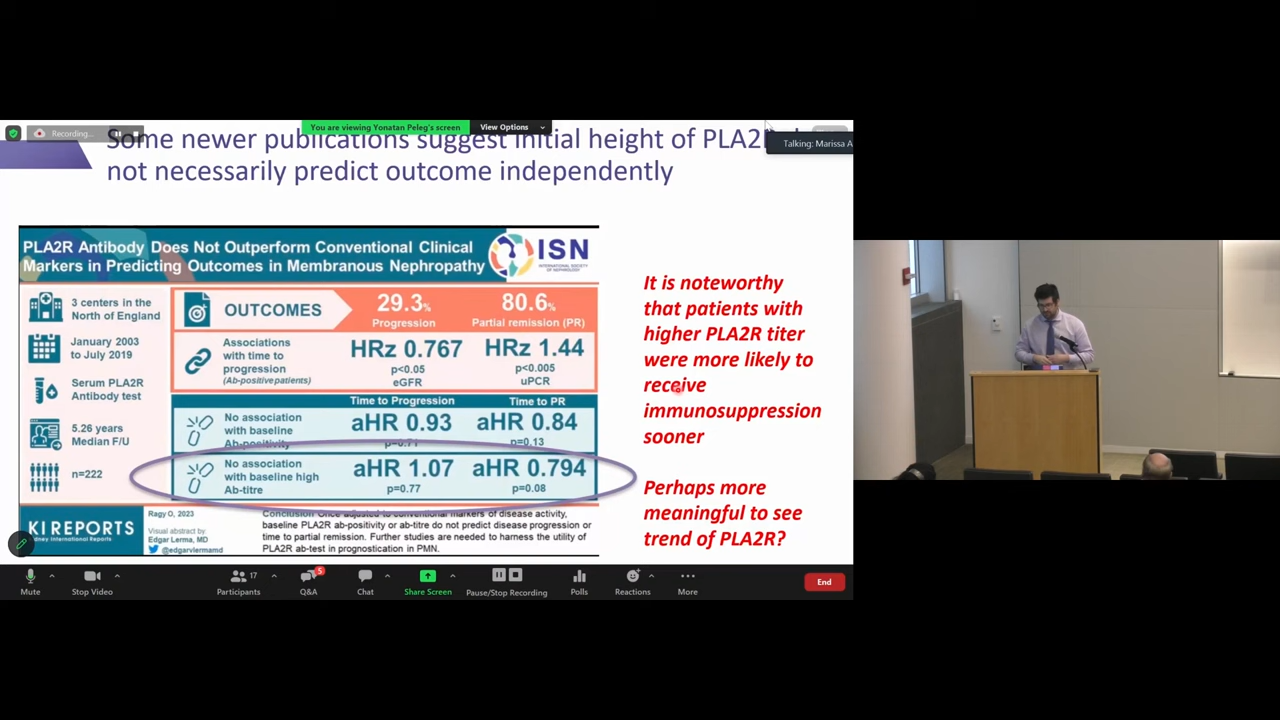 Recording...
You are viewing Yonatan Peleg's screen
View Options
Talking: Marissa A
Some newer publications suggest initial height of PLA2R
not necessarily predict outcome independently
PLA2R Antibody Does Not Outperform Conventional Clinical
Markers in Predicting Outcomes in Membranous Nephropathy
ISN
INTERNATIONAL SOCIETY
OF NEPHROLOGY
3 centers in the
North of England
January 2003
to July 2019
Serum PLA2R
Antibody test
5.26 years
Median F/U
n=222
OUTCOMES
29.3%
Progression
80.6%
Partial remission (PR)
Associations
with time to
progression
(Ab-positive patients)
HRz 0.767
p<0.05
eGFR
HRz 1.44
p<0.005
uPCR
Time to Progression
Time to PR
No association
with baseline
Ab-positivity
aHR 0.93
p=0.71
aHR 0.84
p=0.13
No association
with baseline high
Ab-titre
aHR 1.07
p=0.77
aHR 0.794
p=0.08
KI REPORTS
Kidney International Reports
Ragy O, 2023
Visual abstract by
Edgar Lerma, MD
@edgarvlermamd
Conclusion Once adjusted to conventional markers of disease activity,
baseline PLA2R ab-positivity or ab-titre do not predict disease progression or
time to partial remission. Further studies are needed to harness the utility of
PLA2R ab-test in prognostication in PMN.
It is noteworthy
that patients with
higher PLA2R titer
were more likely to
receive
immunosuppression
sooner
Perhaps more
meaningful to see
trend of PLA2R?
Mute
Stop Video
17
Participants
5
Q&A
Chat
Share Screen
Pause/Stop Recording
Polls
Reactions
More
End